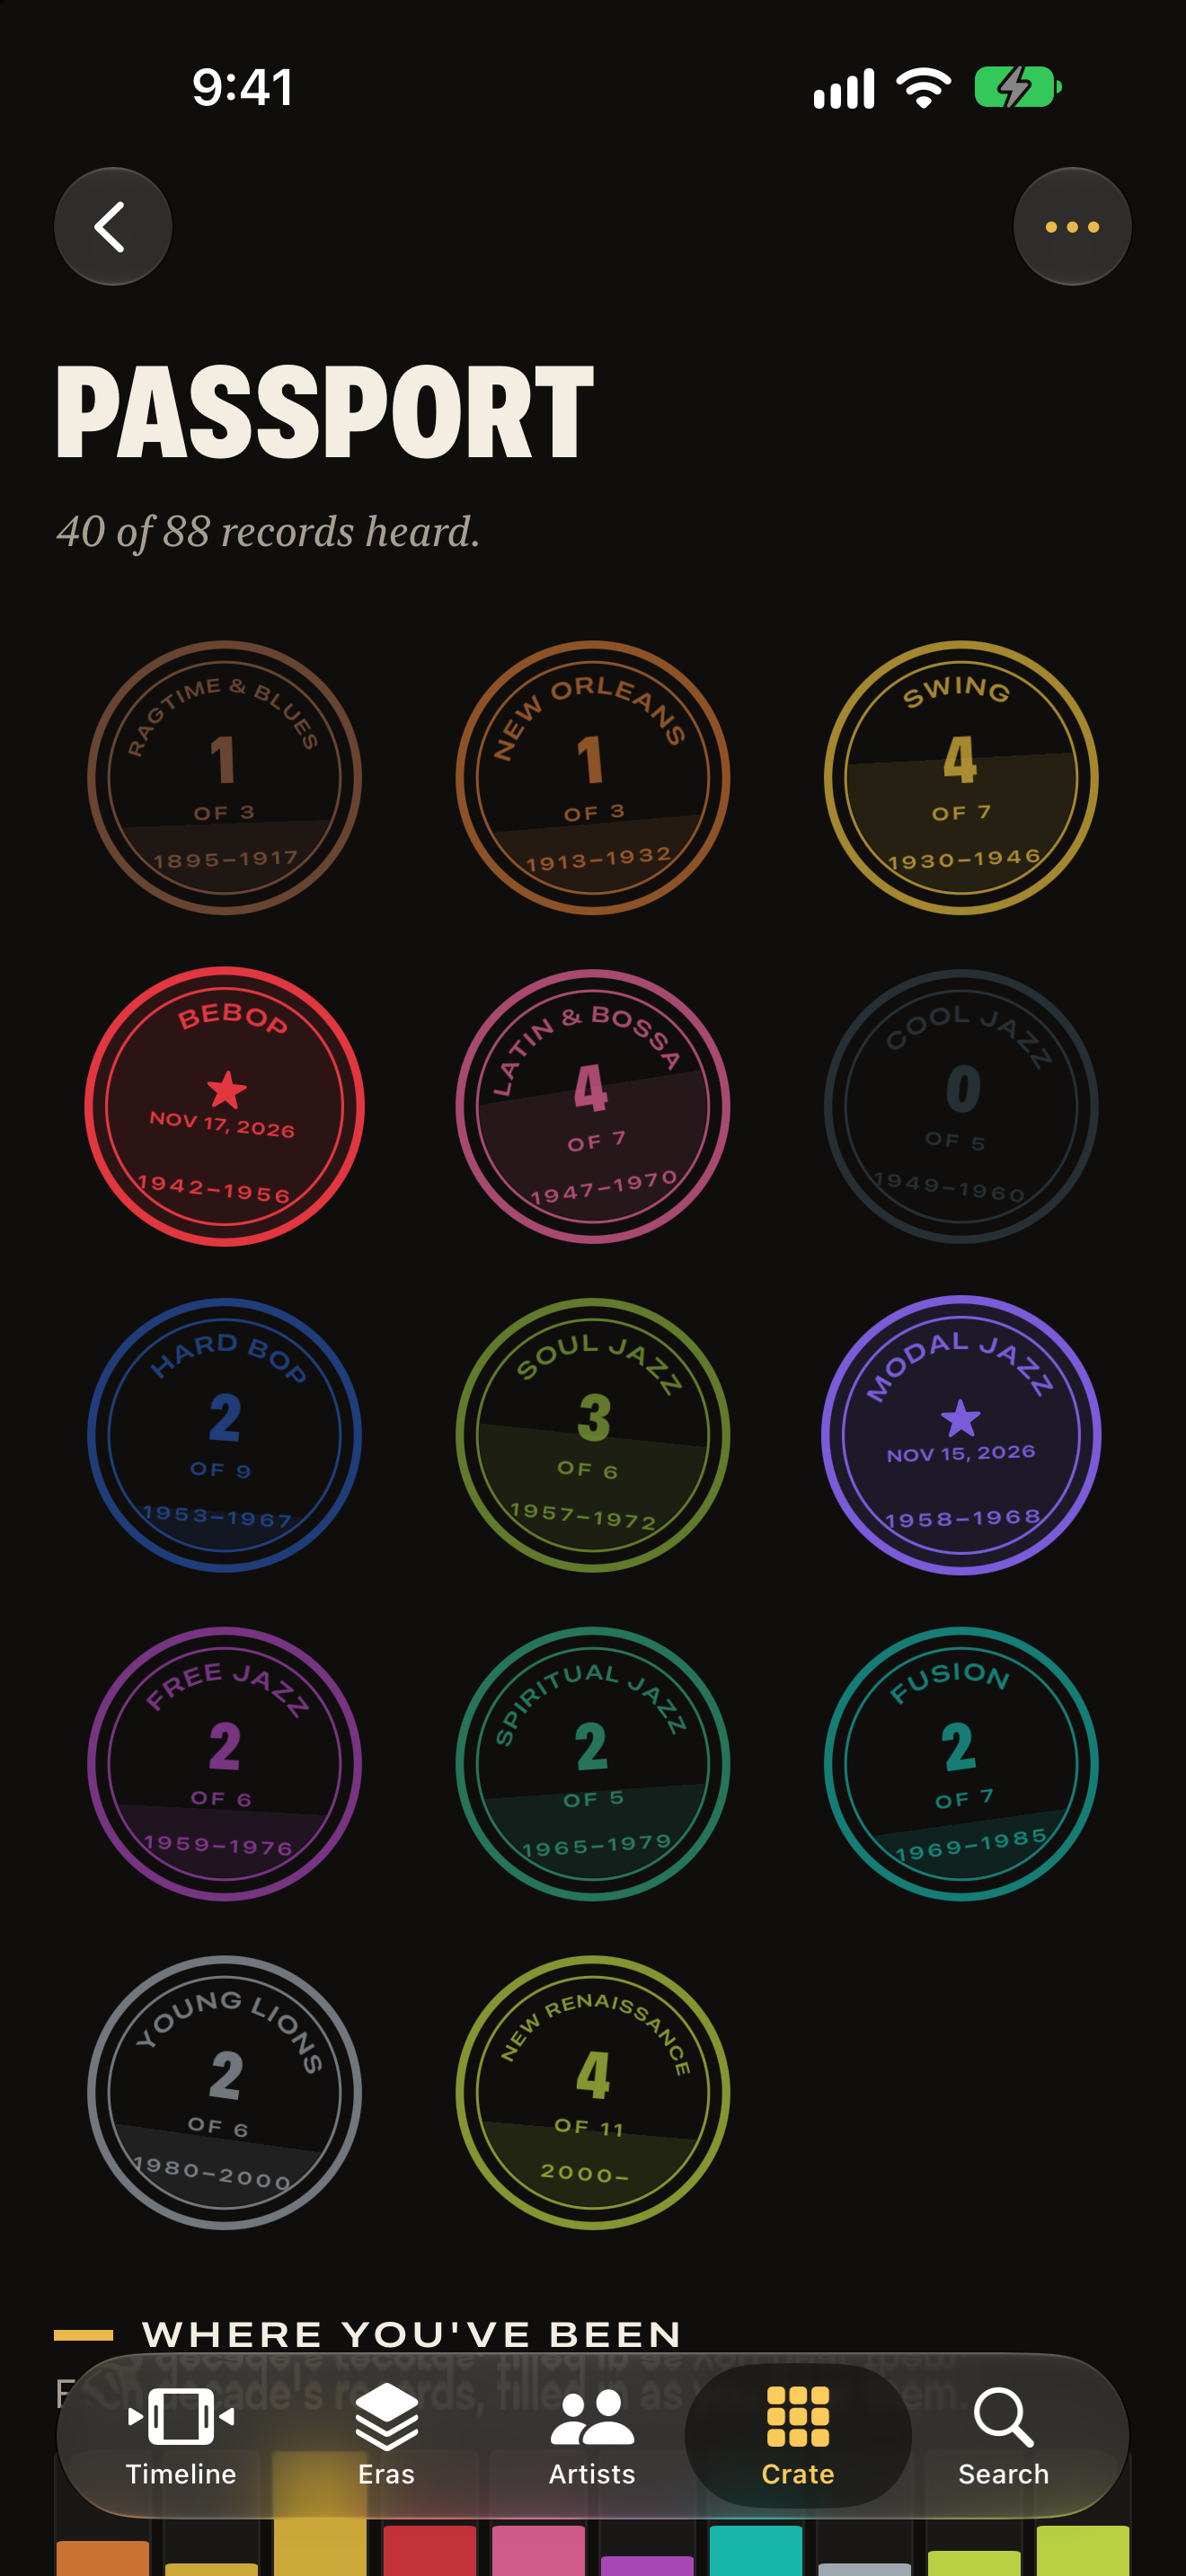 9:41
PASSPORT
40 of 88 records heard.
RAGTIME & BLUES
1
OF 3
1895–1917
NEW ORLEANS
1
OF 3
1913–1932
SWING
4
OF 7
1930–1946
BEBOP
NOV 17, 2026
1942–1956
LATIN & BOSSA
4
OF 7
1947–1970
COOL JAZZ
0
OF 5
1949–1960
HARD BOP
2
OF 9
1953–1967
SOUL JAZZ
3
OF 6
1957–1972
MODAL JAZZ
NOV 15, 2026
1958–1968
FREE JAZZ
2
OF 6
1959–1976
SPIRITUAL JAZZ
2
OF 5
1965–1979
FUSION
2
OF 7
1969–1985
YOUNG LIONS
2
OF 6
1980–2000
NEW RENAISSANCE
4
OF 11
2000–
WHERE YOU'VE BEEN
records, filled in as
Timeline
Eras
Artists
Crate
Search